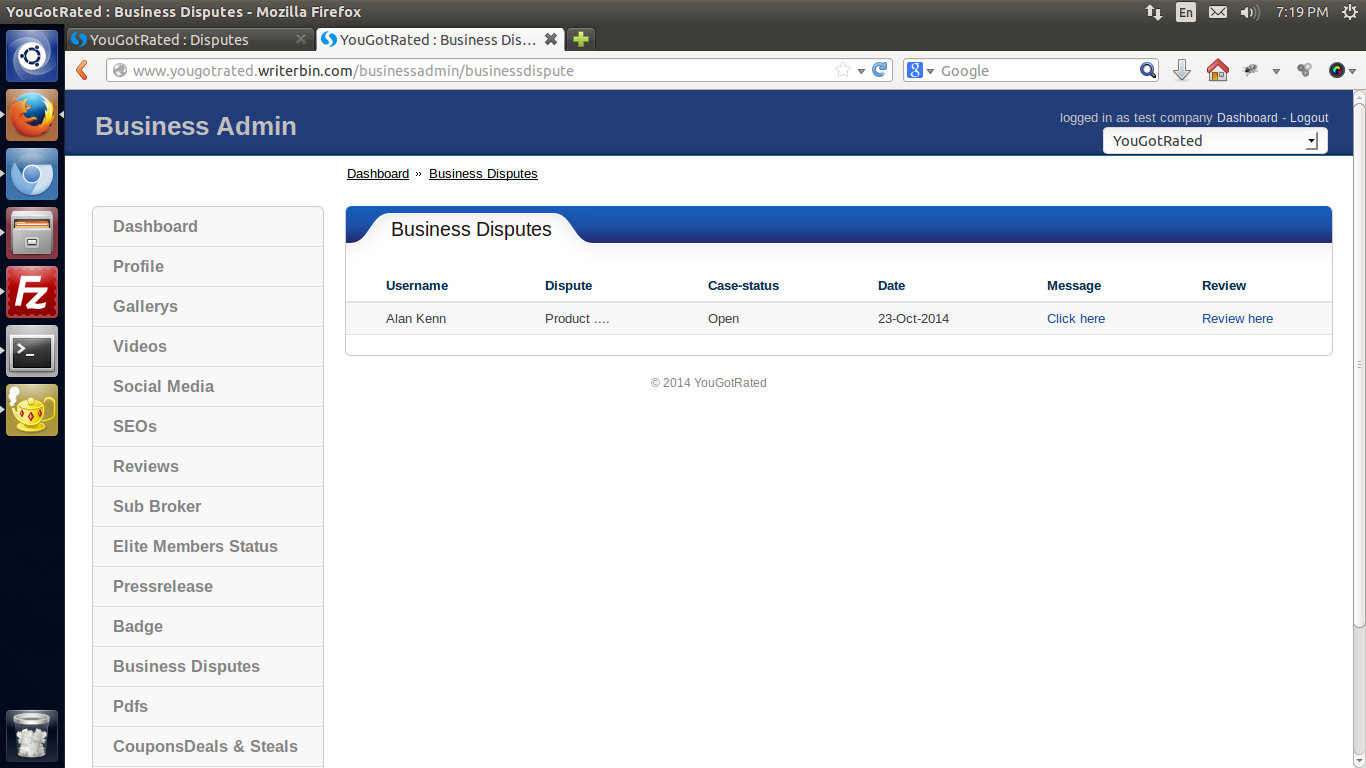 YouGotRated : Business Disputes - Mozilla Firefox
En
7:19 PM
YouGotRated : Disputes
YouGotRated : Business Dis...
www.yougotrated.writerbin.com/businessadmin/businessdispute
Google
Business Admin
logged in as test company Dashboard - Logout
YouGotRated
Dashboard » Business Disputes
Dashboard
Profile
Gallerys
Videos
Social Media
SEOs
Reviews
Sub Broker
Elite Members Status
Pressrelease
Badge
Business Disputes
Pdfs
CouponsDeals & Steals
Business Disputes
Username Dispute Case-status Date Message Review
Alan Kenn Product .... Open 23-Oct-2014 Click here Review here
© 2014 YouGotRated